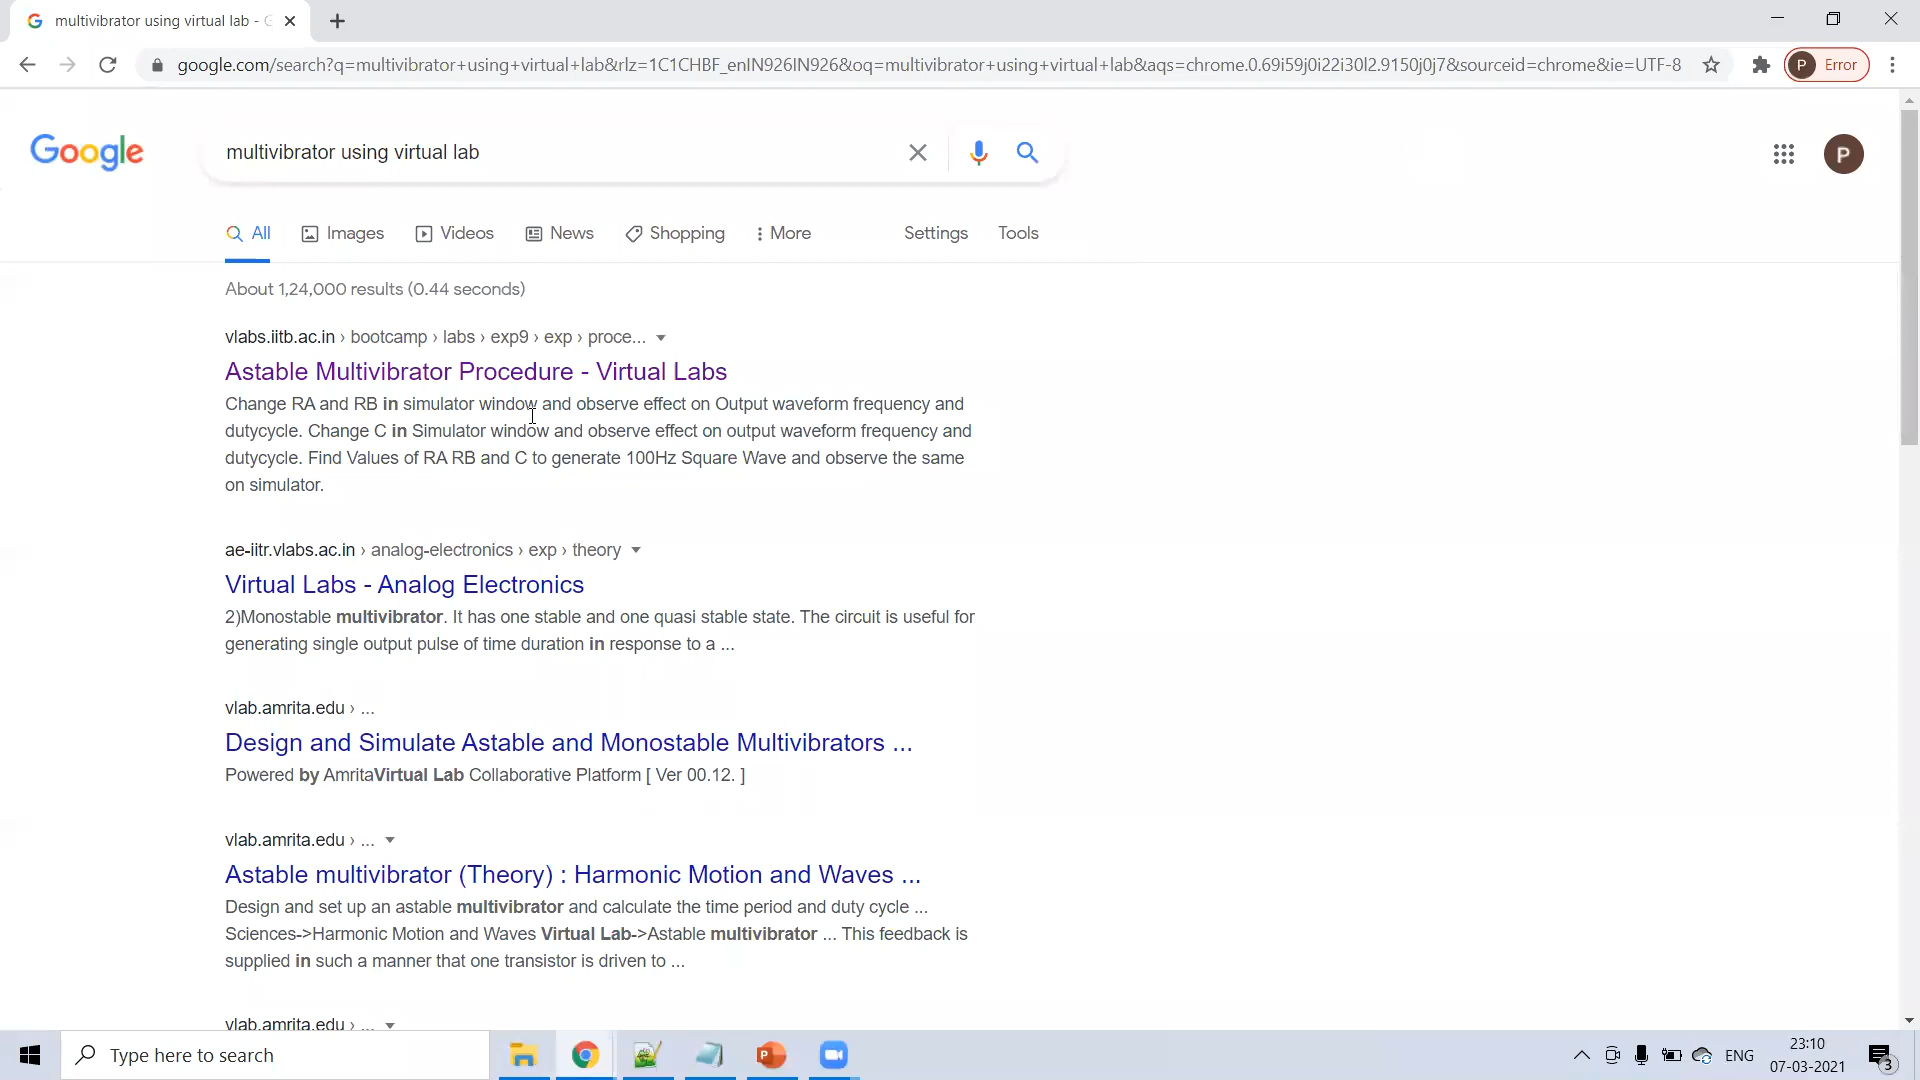 multivibrator using virtual lab - G
google.com/search?q=multivibrator+using+virtual+lab&rlz=1C1CHBF_enIN926IN926&oq=multivibrator+using+virtual+lab&aqs=chrome.0.69i59j0i22i30l2.9150j0j7&sourceid=chrome&ie=UTF-8
P Error
Google
multivibrator using virtual lab
P
All Images Videos News Shopping More Settings Tools
About 1,24,000 results (0.44 seconds)
vlabs.iitb.ac.in › bootcamp › labs › exp9 › exp › proce...
Astable Multivibrator Procedure - Virtual Labs
Change RA and RB in simulator window and observe effect on Output waveform frequency and
dutycycle. Change C in Simulator window and observe effect on output waveform frequency and
dutycycle. Find Values of RA RB and C to generate 100Hz Square Wave and observe the same
on simulator.
ae-iitr.vlabs.ac.in › analog-electronics › exp › theory
Virtual Labs - Analog Electronics
2)Monostable multivibrator. It has one stable and one quasi stable state. The circuit is useful for
generating single output pulse of time duration in response to a ...
vlab.amrita.edu › ...
Design and Simulate Astable and Monostable Multivibrators ...
Powered by AmritaVirtual Lab Collaborative Platform [ Ver 00.12. ]
vlab.amrita.edu › ...
Astable multivibrator (Theory) : Harmonic Motion and Waves ...
Design and set up an astable multivibrator and calculate the time period and duty cycle ...
Sciences->Harmonic Motion and Waves Virtual Lab->Astable multivibrator ... This feedback is
supplied in such a manner that one transistor is driven to ...
vlab.amrita.edu › ...
Type here to search
P
ENG
23:10
07-03-2021
3